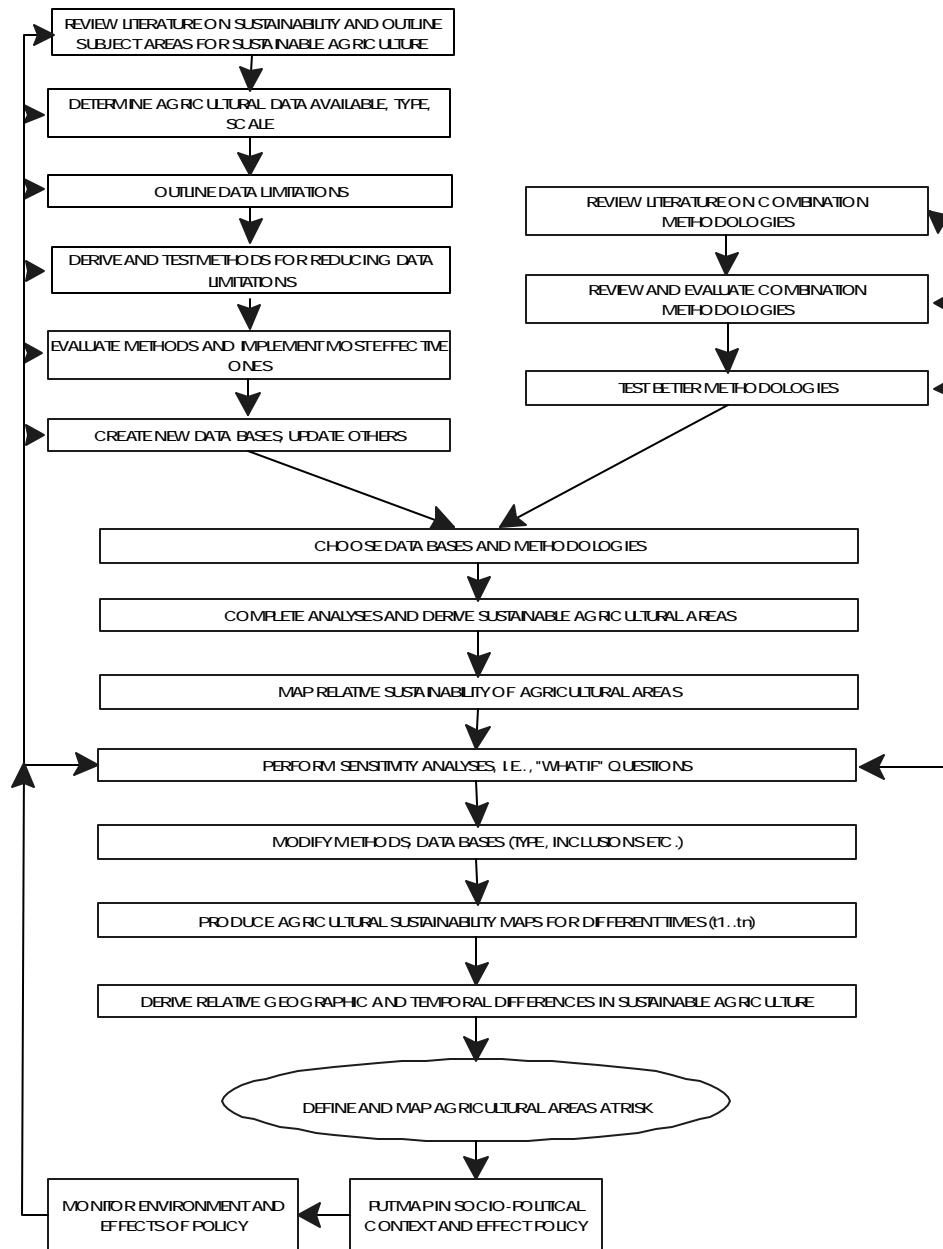 REVIEW LITERATURE ON SUSTAINABILITY AND OUTLINE
SUBJECT AREAS FOR SUSTAINABLE AGRICULTURE
DETERMINE AGRICULTURAL DATA AVAILABLE, TYPE,
SCALE
OUTLINE DATA LIMITATIONS
DERIVE AND TEST METHODS FOR REDUCING DATA
LIMITATIONS
EVALUATE METHODS AND IMPLEMENT MOST EFFECTIVE
ONES
CREATE NEW DATA BASES, UPDATE OTHERS
REVIEW LITERATURE ON COMBINATION
METHODOLOGIES
REVIEW AND EVALUATE COMBINATION
METHODOLOGIES
TEST BETTER METHODOLOGIES
CHOOSE DATA BASES AND METHODOLOGIES
COMPLETE ANALYSES AND DERIVE SUSTAINABLE AGRICULTURAL AREAS
MAP RELATIVE SUSTAINABILITY OF AGRICULTURAL AREAS
PERFORM SENSITIVITY ANALYSES, I.E.., "WHAT IF" QUESTIONS
MODIFY METHODS, DATA BASES (TYPE, INCLUSIONS ETC.)
PRODUCE AGRICULTURAL SUSTAINABILITY MAPS FOR DIFFERENT TIMES (t1...tn)
DERIVE RELATIVE GEOGRAPHIC AND TEMPORAL DIFFERENCES IN SUSTAINABLE AGRICULTURE
DEFINE AND MAP AGRICULTURAL AREAS AT RISK
PUT MAP IN SOCIO-POLITICAL
CONTEXT AND EFFECT POLICY
MONITOR ENVIRONMENT AND
EFFECTS OF POLICY